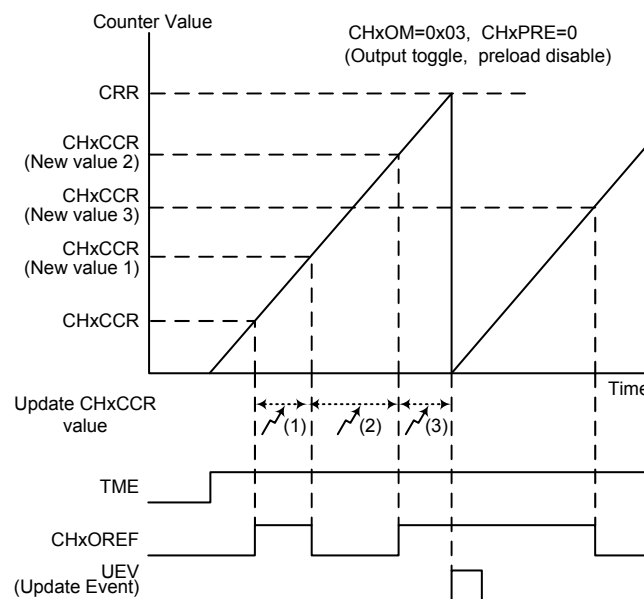 Counter Value
CHxOM=0x03, CHxPRE=0
(Output toggle, preload disable)
CRR
CHxCCR
(New value 2)
CHxCCR
(New value 3)
CHxCCR
(New value 1)
CHxCCR
Time
Update CHxCCR
value
(1)
(2)
(3)
TME
CHxOREF
UEV
(Update Event)